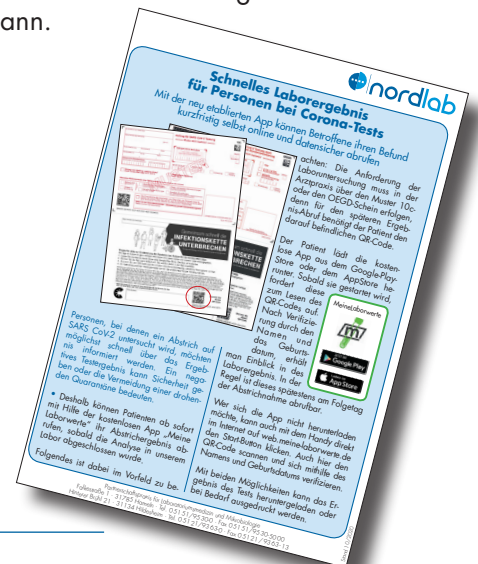 ann.
nordlab
Schnelles Laborergebnis
für Personen bei Corona-Tests
Mit der neu etablierten App können Betroffene ihren Befund
kurzfristig selbst online und datensicher abrufen
INFEKTIONSKETTE
UNTERBRECHEN
Personen, bei denen ein Abstrich auf
SARS CoV-2 untersucht wird, möchten
möglichst schnell über das Ergeb-
nis informiert werden. Ein nega-
tives Testergebnis kann Sicherheit ge-
ben oder die Vermeidung einer drohen-
den Quarantäne bedeuten.
• Deshalb können Patienten ab sofort
mit Hilfe der kostenlosen App „Meine
Laborwerte“ ihr Abstrichergebnis ab-
rufen, sobald die Analyse in unserem
Labor abgeschlossen wurde.
Folgendes ist dabei im Vorfeld zu be-
achten: Die Anforderung der
Laboruntersuchung muss in der
Arztpraxis über den Muster 10c-
oder den OEGD-Schein erfolgen,
denn für den späteren Ergeb-
nis-Abruf benötigt der Patient den
darauf befindlichen QR-Code.
Der Patient lädt die kosten-
lose App aus dem Google-Play-
Store oder dem AppStore he-
runter. Sobald sie gestartet wird,
fordert diese
zum Lesen des
QR-Codes auf.
Nach Verifizie-
rung durch den
Namen und
das Geburts-
datum, erhält
man Einblick in das
Laborergebnis. In der
Regel ist dieses spätestens am Folgetag
der Abstrichnahme abrufbar.
MeineLaborwerte
Google Play
App Store
Wer sich die App nicht herunterladen
möchte, kann auch mit dem Handy direkt
im Internet auf web.meine-laborwerte.de
den Start-Button klicken. Auch hier den
QR-Code scannen und sich mithilfe des
Namens und Geburtsdatums verifizieren.
Mit beiden Möglichkeiten kann das Er-
gebnis des Tests heruntergeladen oder
bei Bedarf ausgedruckt werden.
Partnerschaftspraxis für Laboratoriumsmedizin und Mikrobiologie